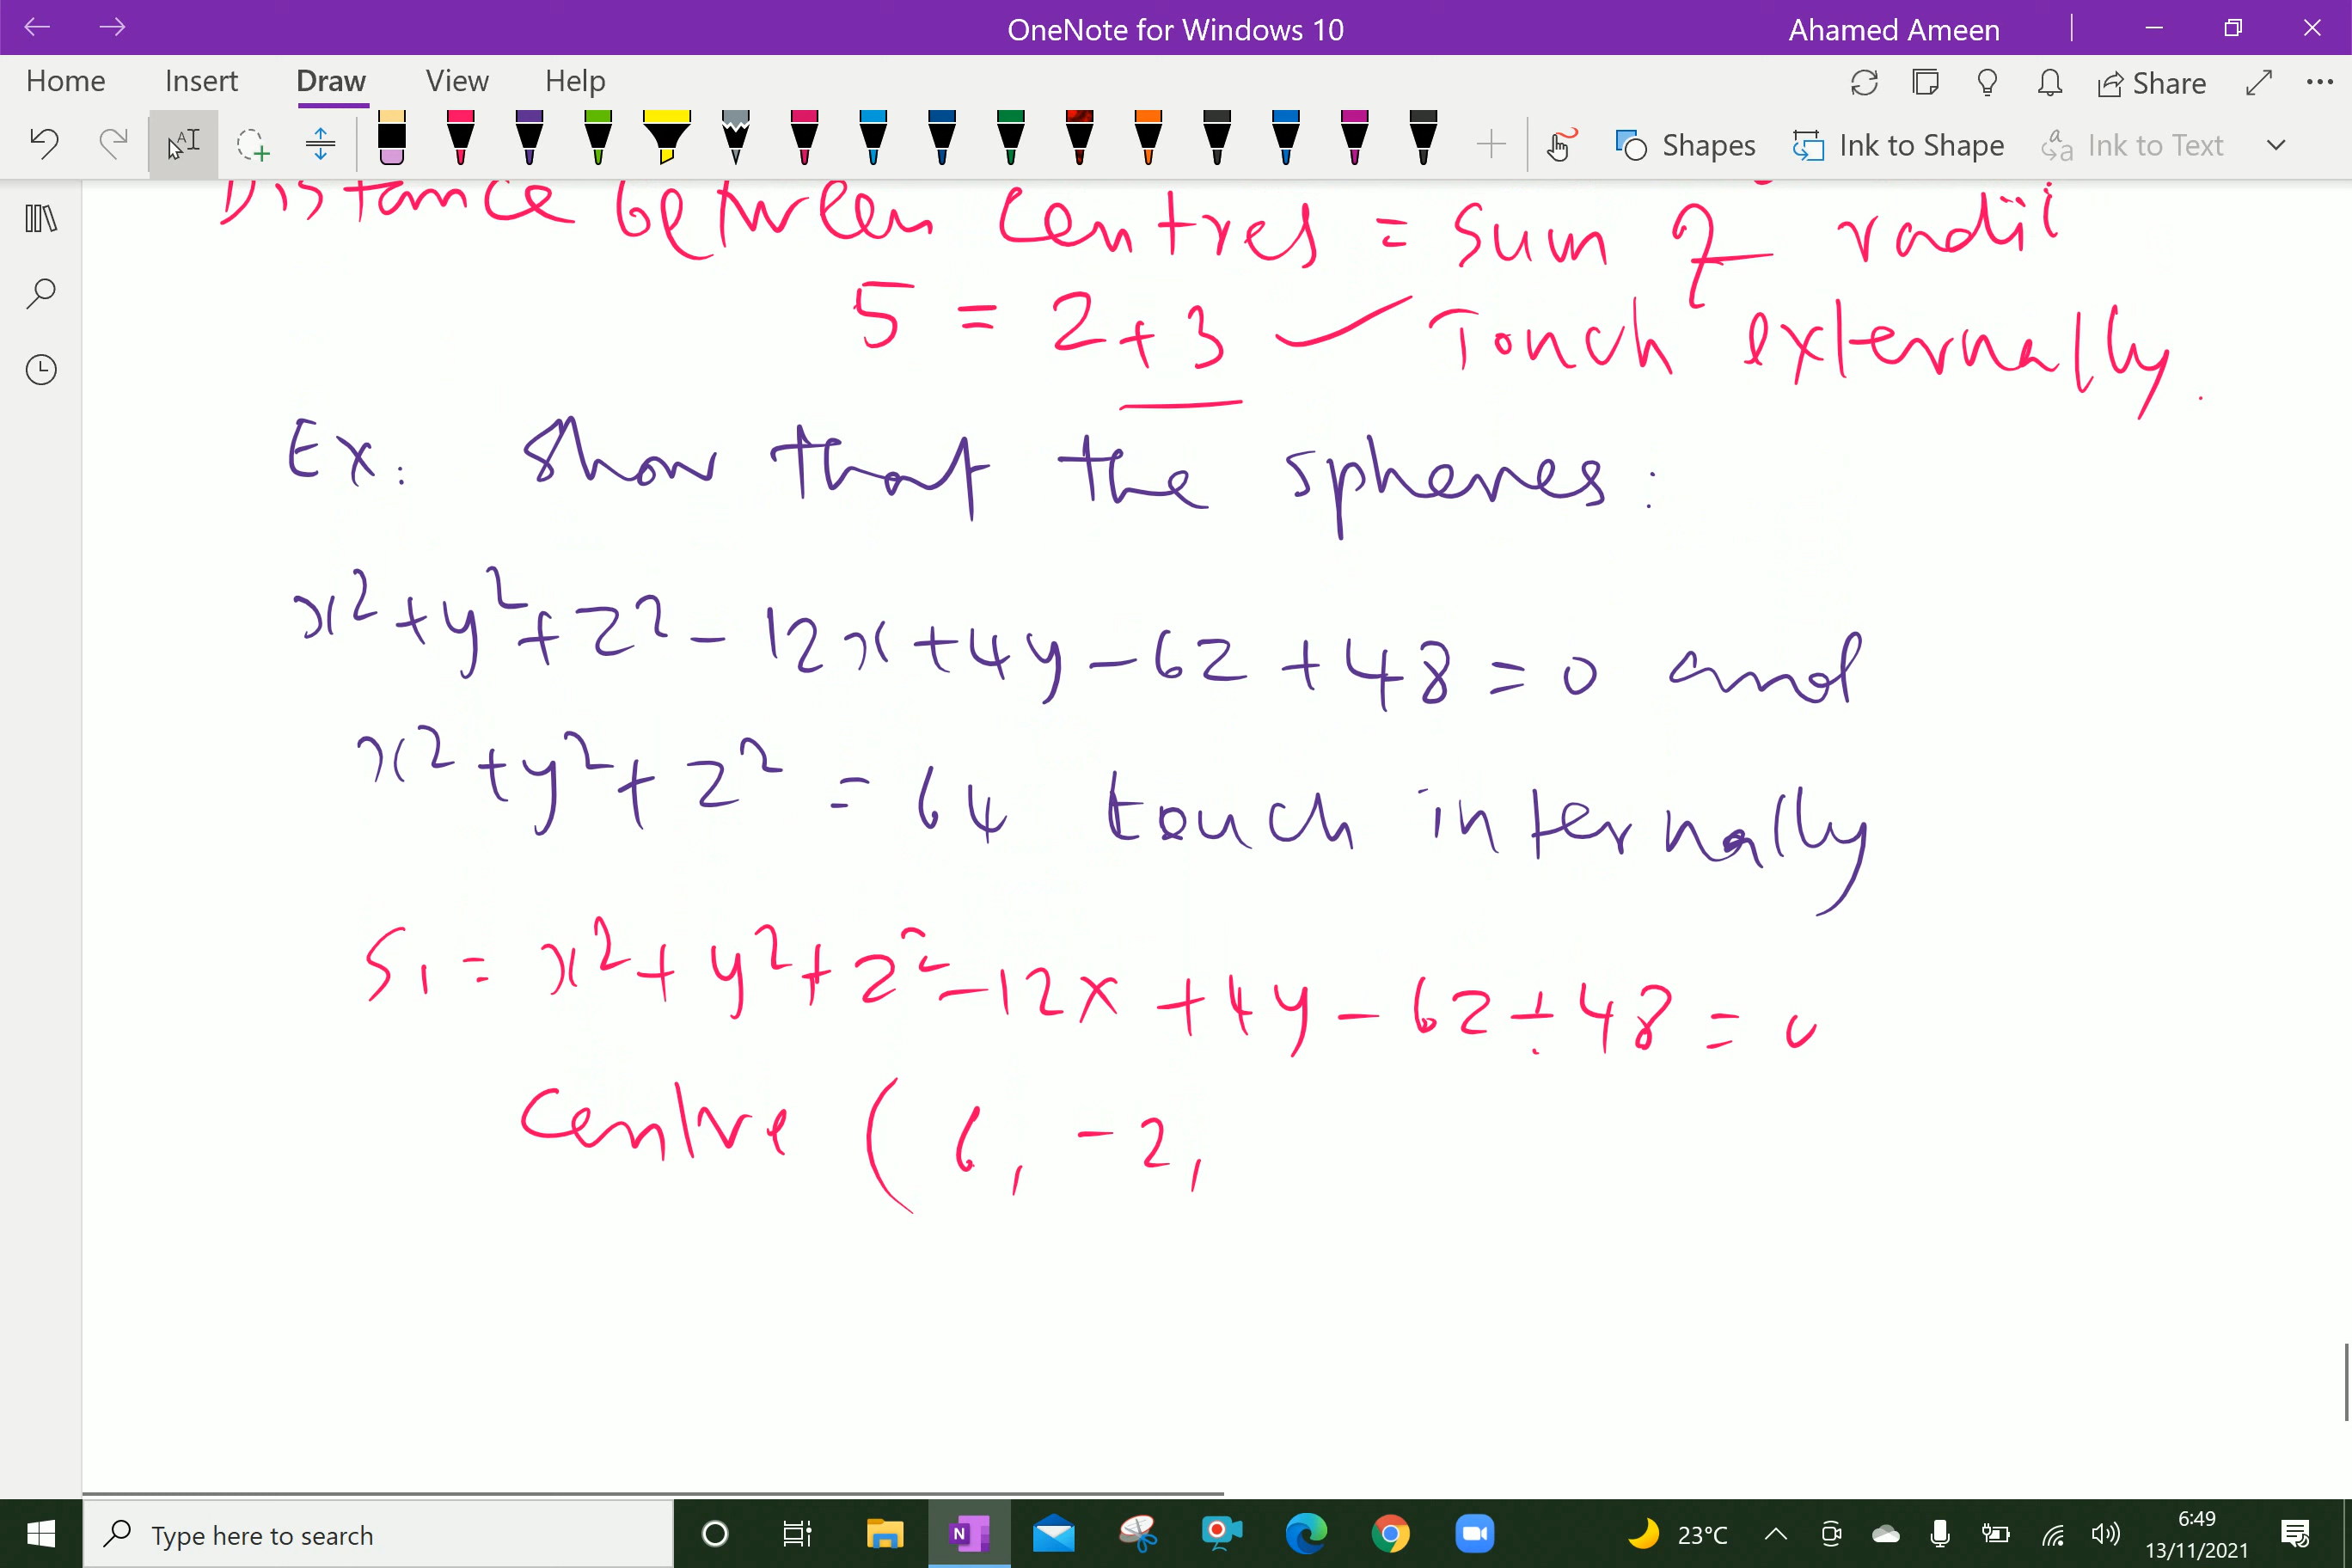 OneNote for Windows 10
Ahamed Ameen
Home Insert Draw View Help
Share
Shapes Ink to Shape Ink to Text
Distance between centres = sum of radii
5 = 2+3 ✓ Touch externally.
Ex: Show that the spheres:
x²+y²+z²-12x+4y-6z+48=0 and
x²+y²+z²=64 touch internally
S₁ = x²+y²+z²-12x+4y-6z+48=0
Centre (6, -2,
Type here to search
23°C
6:49
13/11/2021